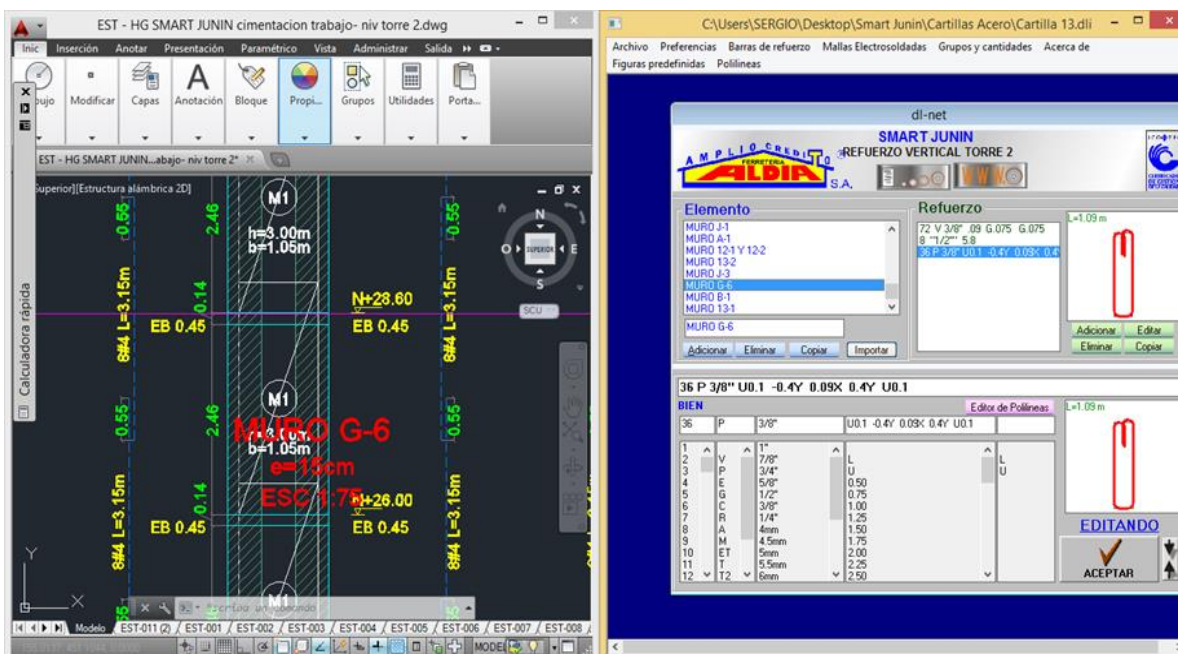 EST - HG SMART JUNIN cimentacion trabajo- niv torre 2.dwg
Inic Inserción Anotar Presentación Paramétrico Vista Administrar Salida
Modificar Capas Anotación Bloque Propi... Grupos Utilidades Porta...
EST - HG SMART JUNIN...abajo- niv torre 2*
[Estructura alámbrica 2D]
Calculadora rápida
0.55
2.46
M1
h=3.00m
b=1.05m
0.55
N
O SUPERIOR E
S
SCU
8#4 L=3.15m
0.14
EB 0.45
N+28.60
EB 0.45
8#4 L=3.15m
0.55
2.46
M1
MURO G-6
b=1.05m
e=15cm
ESC 1:75
0.55
8#4 L=3.15m
0.14
EB 0.45
N+26.00
EB 0.45
8#4 L=3.15m
Y
X
Modelo EST-011 (2) EST-001 EST-002 EST-003 EST-004 EST-005 EST-006 EST-007 EST-008
C:\Users\SERGIO\Desktop\Smart Junin\Cartillas Acero\Cartilla 13.dli
Archivo Preferencias Barras de refuerzo Mallas Electrosoldadas Grupos y cantidades Acerca de
Figuras predefinidas Polilineas
dl-net
SMART JUNIN
REFUERZO VERTICAL TORRE 2
AMPLIO CREDITO
FERRETERIA
ALDIA
S.A.
WWW.
Elemento
MURO J-1
MURO A-1
MURO 12-1 Y 12-2
MURO 13-2
MURO J-3
MURO G-6
MURO B-1
MURO 13-1
MURO G-6
Adicionar Eliminar Copiar Importar
Refuerzo
72 V 3/8" .09 G.075 G.075
8 "1/2"" 5.8
36 P 3/8" U0.1 -0.4Y 0.09X
L=1.09 m
Adicionar Editar
Eliminar Copiar
36 P 3/8" U0.1 -0.4Y 0.09X 0.4Y U0.1
BIEN
Editor de Polilineas
36 P 3/8" U0.1 -0.4Y 0.09X 0.4Y U0.1
1 1"
2 V 7/8" L L
3 P 3/4" U U
4 E 5/8" 0.50
5 G 1/2" 0.75
6 C 3/8" 1.00
7 R 1/4" 1.25
8 A 4mm 1.50
9 M 4.5mm 1.75
10 ET 5mm 2.00
11 T 5.5mm 2.25
12 T2 6mm 2.50
L=1.09 m
EDITANDO
ACEPTAR